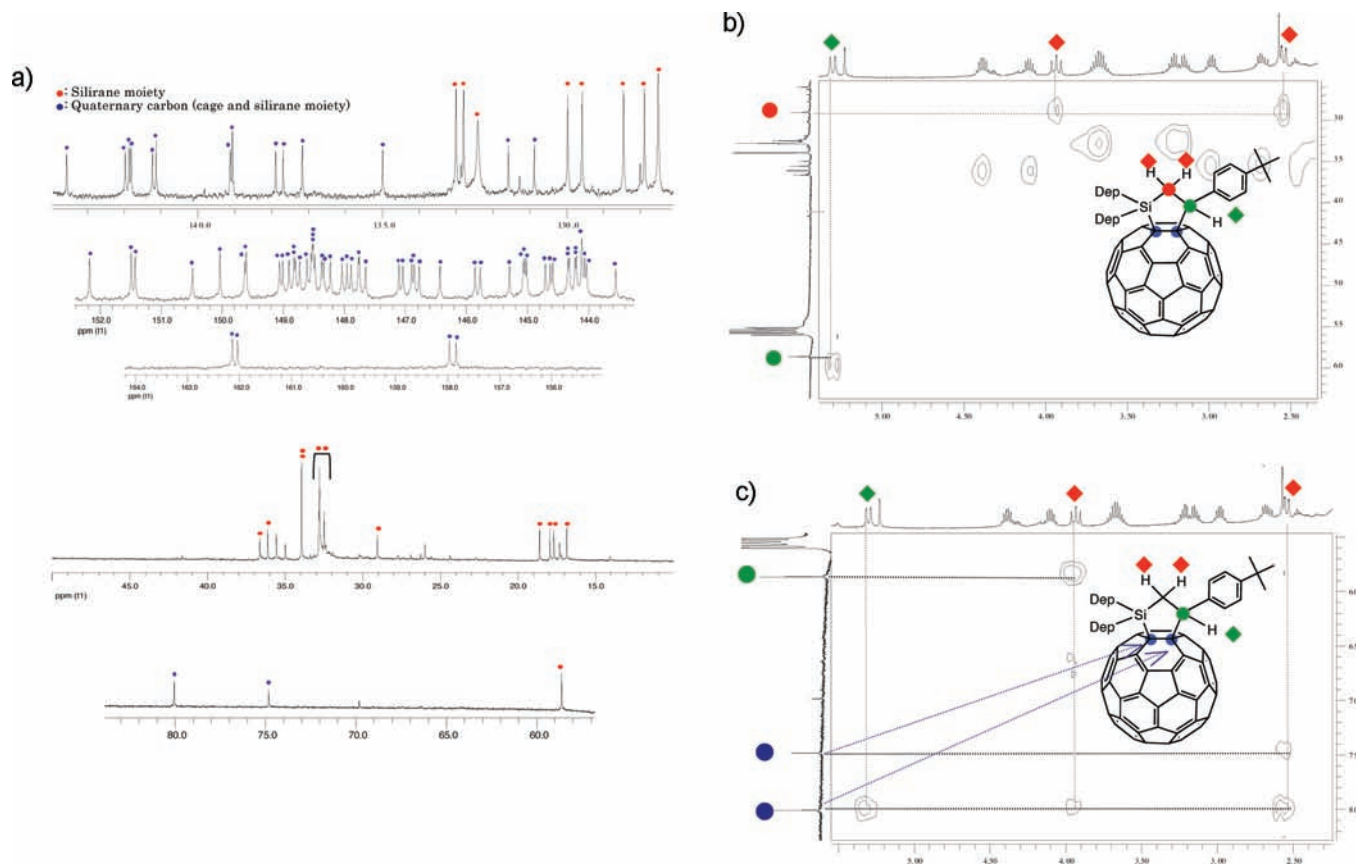 a)
: Silirane moiety
: Quaternary carbon (cage and silirane moiety)
140.0 135.5 130.0
152.0 151.0 150.0 149.0 148.0 147.0 146.0 145.0 144.0
ppm (t1)
164.0 163.0 162.0 161.0 160.0 159.0 158.0 157.0 156.0
ppm (t1)
45.0 40.0 35.0 30.0 25.0 20.0 15.0
ppm (t1)
80.0 75.0 70.0 65.0 60.0
b)
30
35
40
45
50
55
60
H H
Dep
Si
Dep
H
5.00 4.50 4.00 3.50 3.00 2.50
c)
60
65
70
75
80
H H
Dep
Si
Dep
H
5.00 4.50 4.00 3.50 3.00 2.50